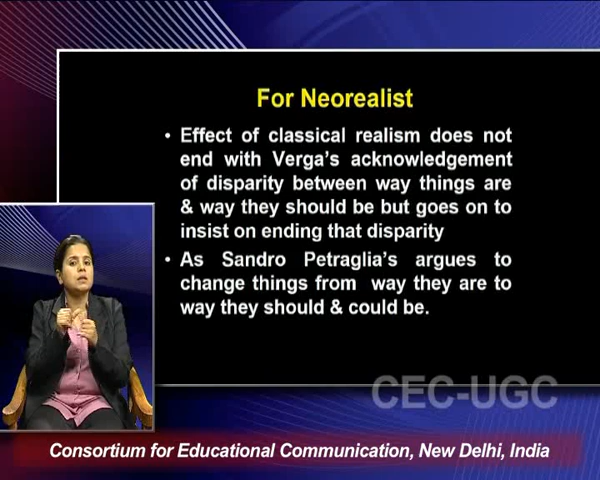 For Neorealist
• Effect of classical realism does not
end with Verga's acknowledgement
of disparity between way things are
& way they should be but goes on to
insist on ending that disparity
• As Sandro Petraglia's argues to
change things from way they are to
way they should & could be.
CEC-UGC
Consortium for Educational Communication, New Delhi, India